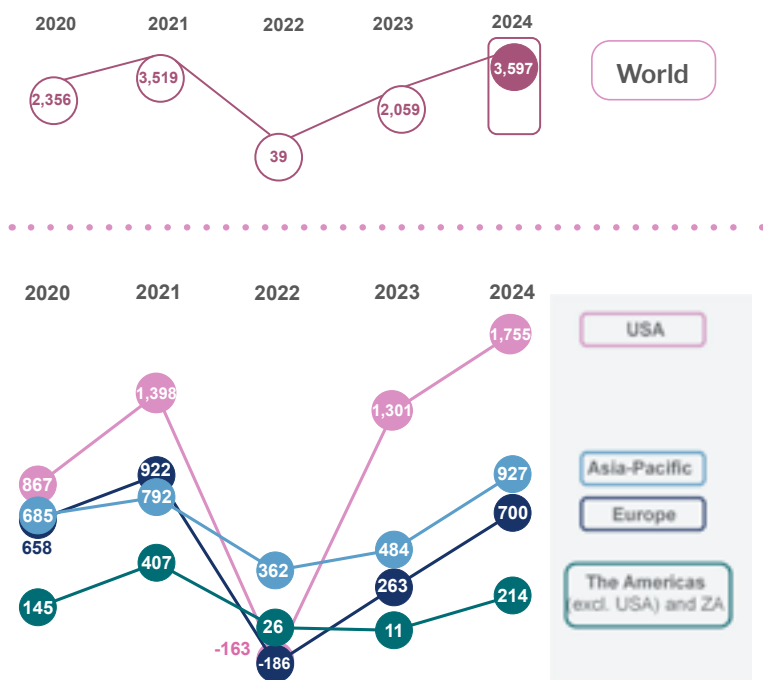 2020 2021 2022 2023 2024
2,356 3,519 39 2,059 3,597
World
2020 2021 2022 2023 2024
USA
1,755
1,398
1,301
Asia-Pacific
867 922 927
685 792 700 Europe
658 484
362 263
407 The Americas
(excl. USA) and ZA
145 26 11 214
-163
-186